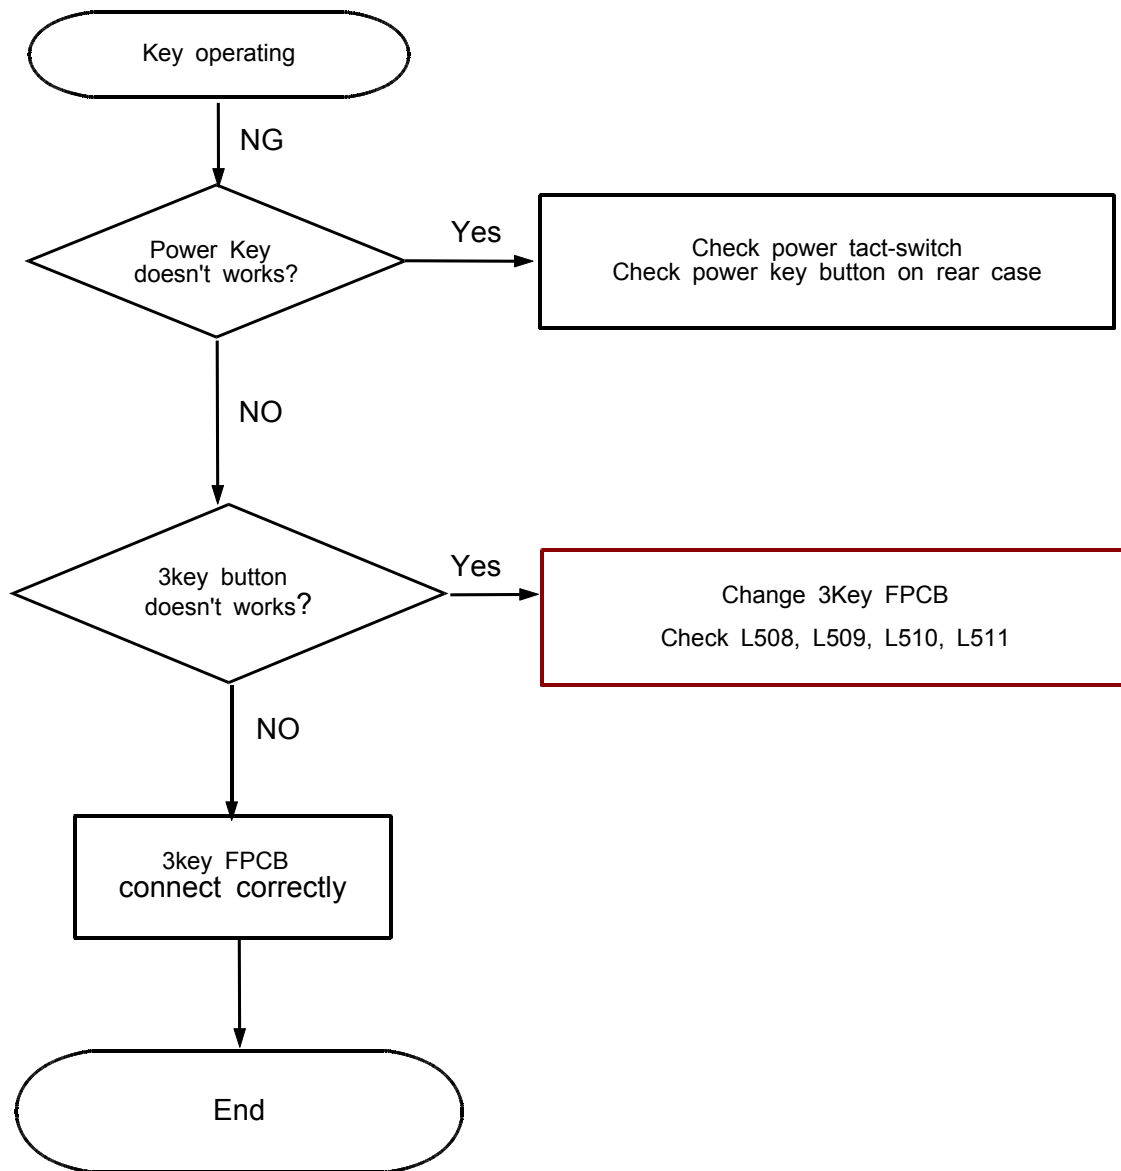 Key operating
NG
Power Key
doesn't works?
Yes
Check power tact-switch
Check power key button on rear case
NO
3key button
doesn't works?
Yes
Change 3Key FPCB
Check L508, L509, L510, L511
NO
3key FPCB
connect correctly
End